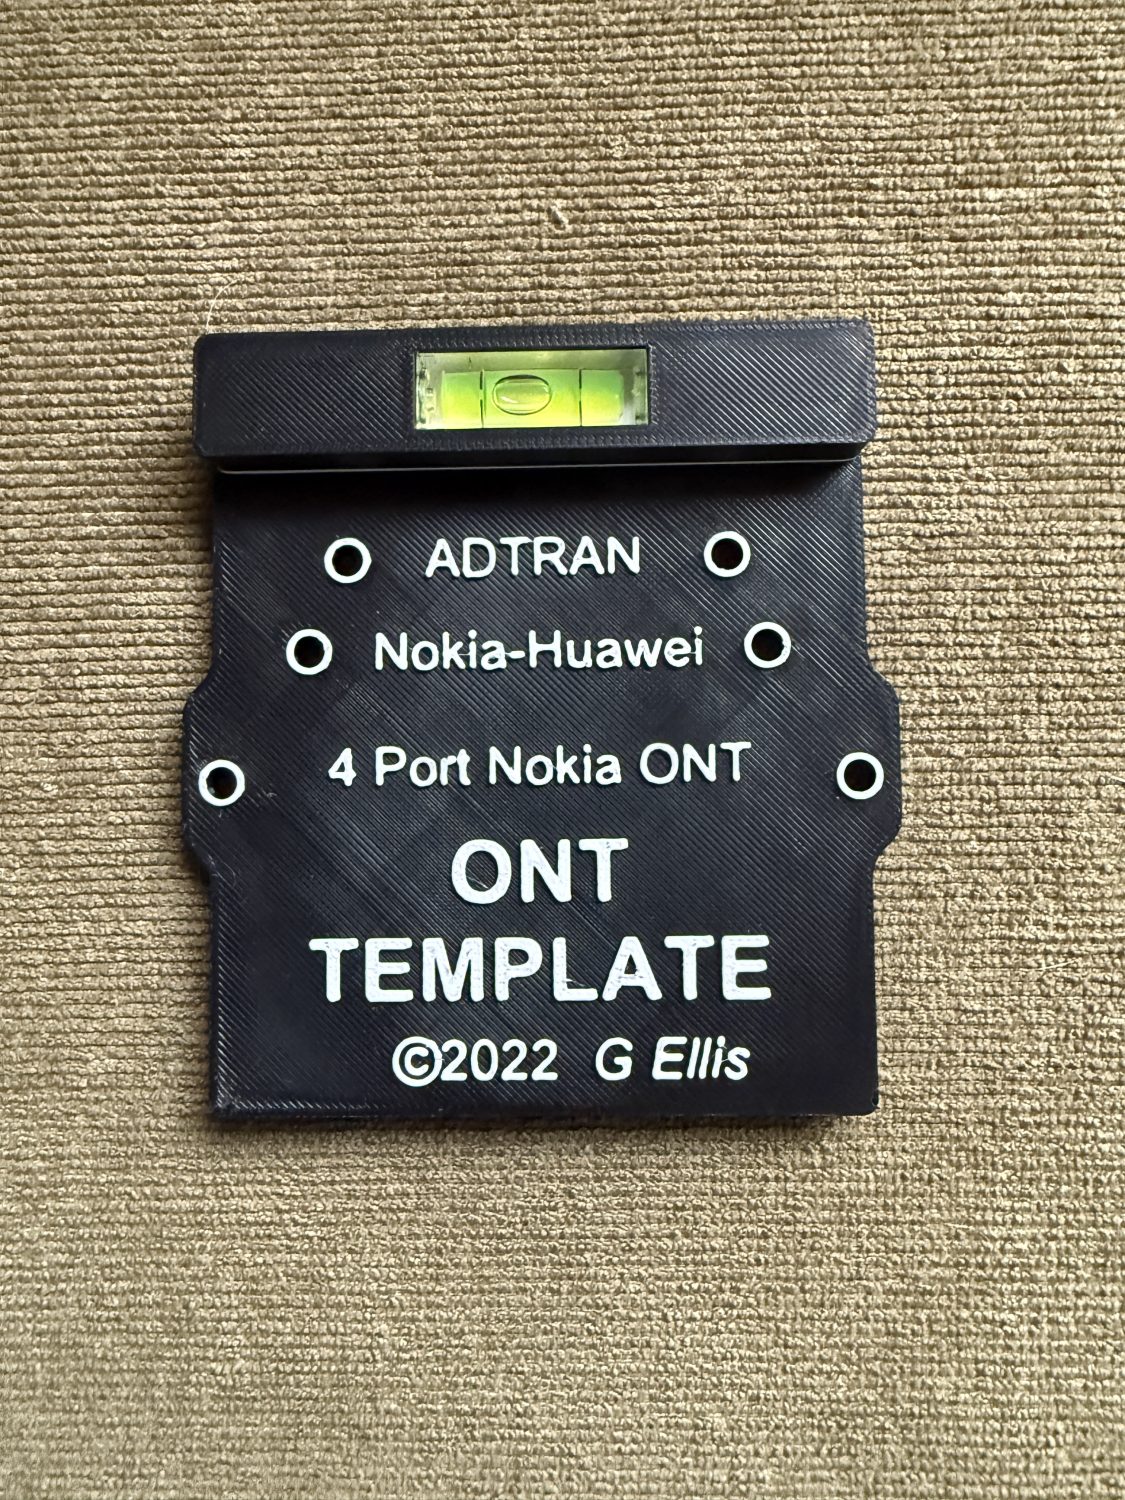 ADTRAN
Nokia-Huawei
4 Port Nokia ONT
ONT
TEMPLATE
©2022 G Ellis